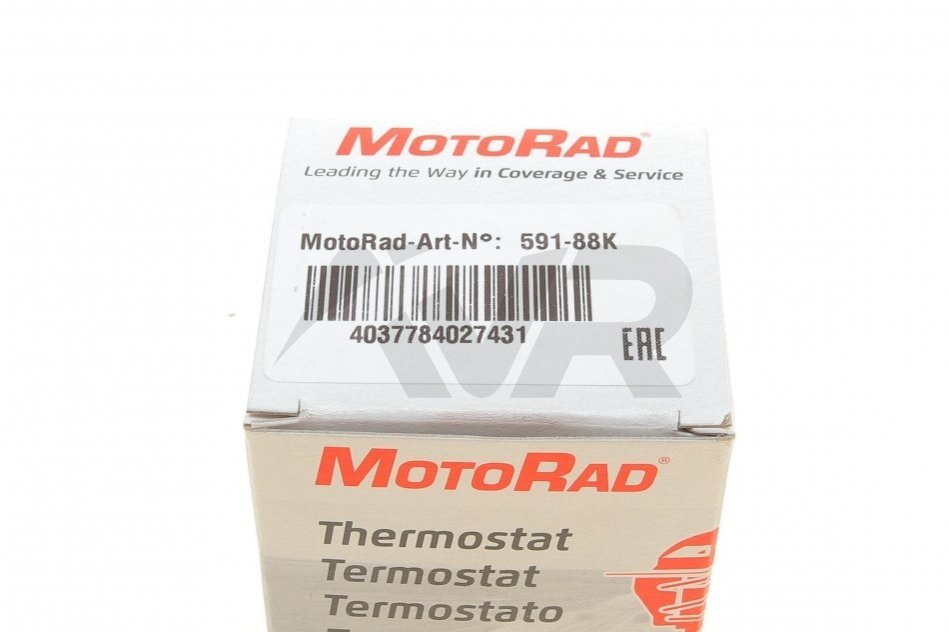 MOTORAD®
Leading the Way in Coverage & Service
MotoRad-Art-N°: 591-88K
4037784027431
EAC
MOTORAD®
Thermostat
Termostat
Termostato